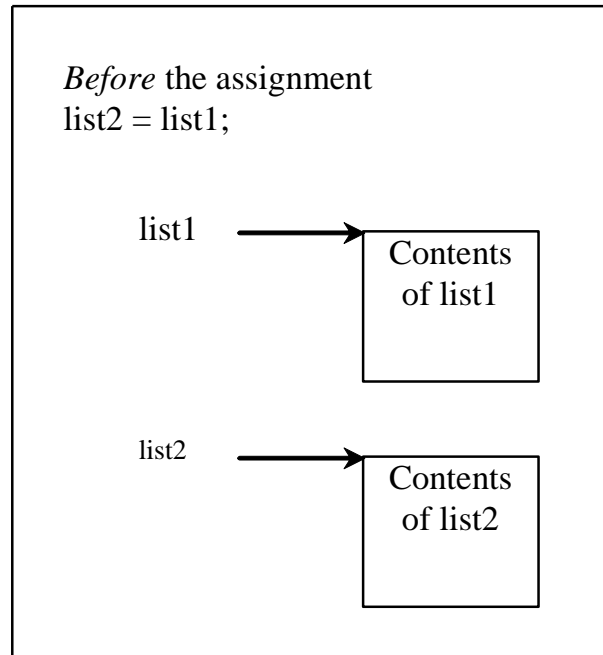 Before the assignment
list2 = list1;
list1
Contents
of list1
list2
Contents
of list2